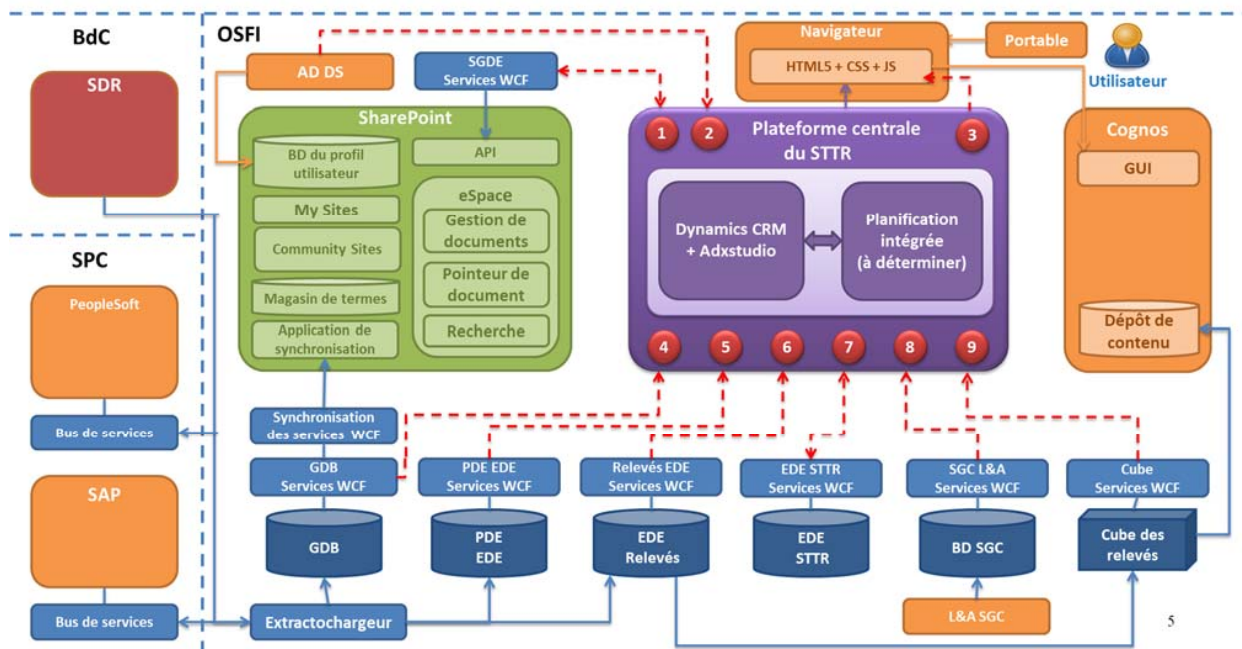 BdC
OSFI
SDR
AD DS
SGDE
Services WCF
Navigateur
HTML5 + CSS + JS
Portable
Utilisateur
SharePoint
BD du profil
utilisateur
API
My Sites
Community Sites
Magasin de termes
Application de
synchronisation
eSpace
Gestion de
documents
Pointeur de
document
Recherche
1
2
3
Plateforme centrale
du STTR
Dynamics CRM
+ Adxstudio
Planification
intégrée
(à déterminer)
4
5
6
7
8
9
Cognos
GUI
Dépôt de
contenu
SPC
PeopleSoft
Bus de services
SAP
Bus de services
Synchronisation
des services WCF
GDB
Services WCF
PDE EDE
Services WCF
Relevés EDE
Services WCF
EDE STTR
Services WCF
SGC L&A
Services WCF
Cube
Services WCF
GDB
PDE
EDE
EDE
Relevés
EDE
STTR
BD SGC
Cube des
relevés
Extractochargeur
L&A SGC
5